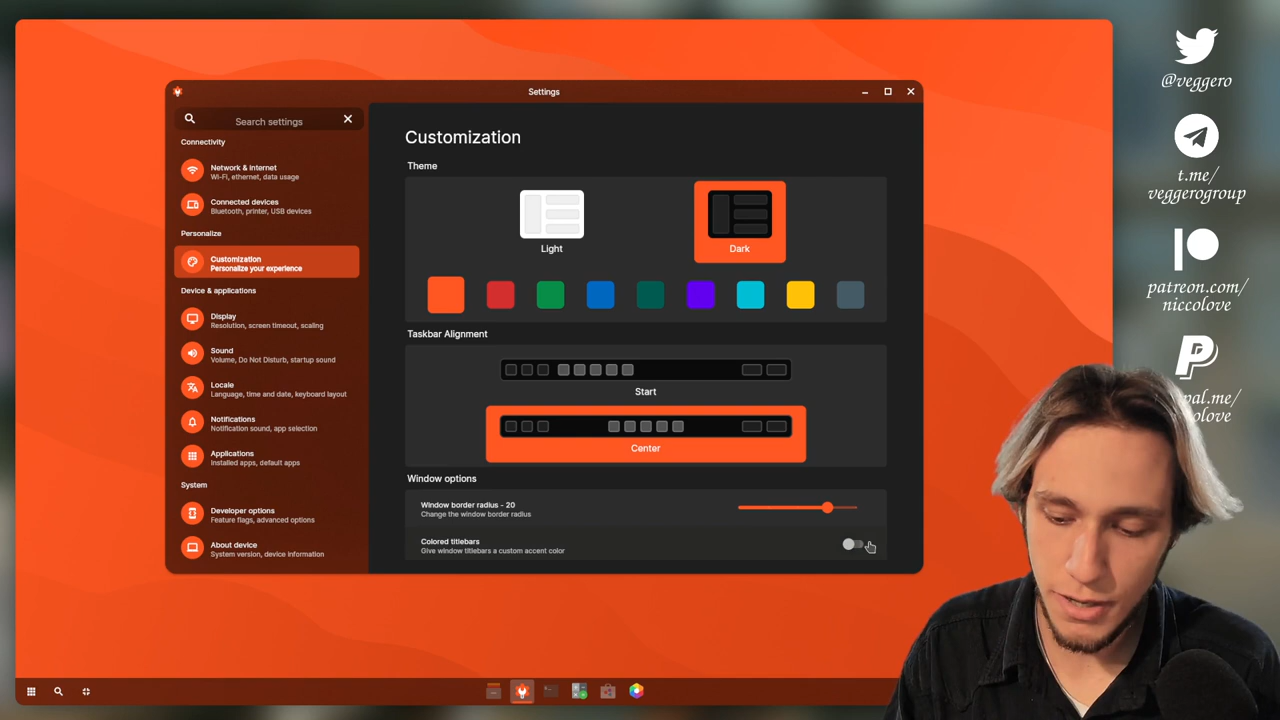 Settings
Search settings
Connectivity
Network & Internet
Wi-Fi, ethernet, data usage
Connected devices
Bluetooth, printer, USB devices
Personalize
Customization
Personalize your experience
Device & applications
Display
Resolution, screen timeout, scaling
Sound
Volume, Do Not Disturb, startup sound
Locale
Language, time and date, keyboard layout
Notifications
Notification sound, app selection
Applications
Installed apps, default apps
System
Developer options
Feature flags, advanced options
About device
System version, device information
Customization
Theme
Light
Dark
Taskbar Alignment
Start
Center
Window options
Window border radius - 20
Change the window border radius
Colored titlebars
Give window titlebars a custom accent color
@veggero
t.me/
veggerogroup
patreon.com/
niccolove
pal.me/
olove